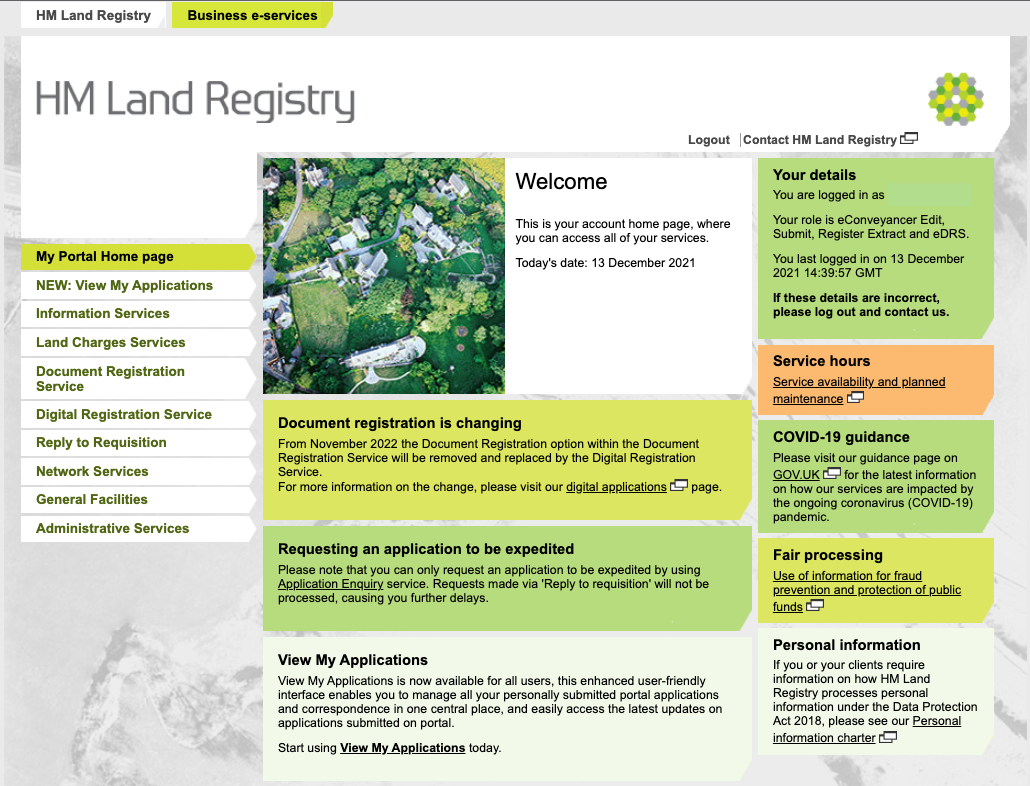 HM Land Registry
Business e-services
HM Land Registry
Logout
Contact HM Land Registry
My Portal Home page
NEW: View My Applications
Information Services
Land Charges Services
Document Registration
Service
Digital Registration Service
Reply to Requisition
Network Services
General Facilities
Administrative Services
Welcome
This is your account home page, where
you can access all of your services.
Today's date: 13 December 2021
Document registration is changing
From November 2022 the Document Registration option within the Document
Registration Service will be removed and replaced by the Digital Registration
Service.
For more information on the change, please visit our digital applications page.
Requesting an application to be expedited
Please note that you can only request an application to be expedited by using
Application Enquiry service. Requests made via 'Reply to requisition' will not be
processed, causing you further delays.
View My Applications
View My Applications is now available for all users, this enhanced user-friendly
interface enables you to manage all your personally submitted portal applications
and correspondence in one central place, and easily access the latest updates on
applications submitted on portal.
Start using View My Applications today.
Your details
You are logged in as
Your role is eConveyancer Edit,
Submit, Register Extract and eDRS.
You last logged in on 13 December
2021 14:39:57 GMT
If these details are incorrect,
please log out and contact us.
Service hours
Service availability and planned
maintenance
COVID-19 guidance
Please visit our guidance page on
GOV.UK for the latest information
on how our services are impacted by
the ongoing coronavirus (COVID-19)
pandemic.
Fair processing
Use of information for fraud
prevention and protection of public
funds
Personal information
If you or your clients require
information on how HM Land
Registry processes personal
information under the Data Protection
Act 2018, please see our Personal
information charter